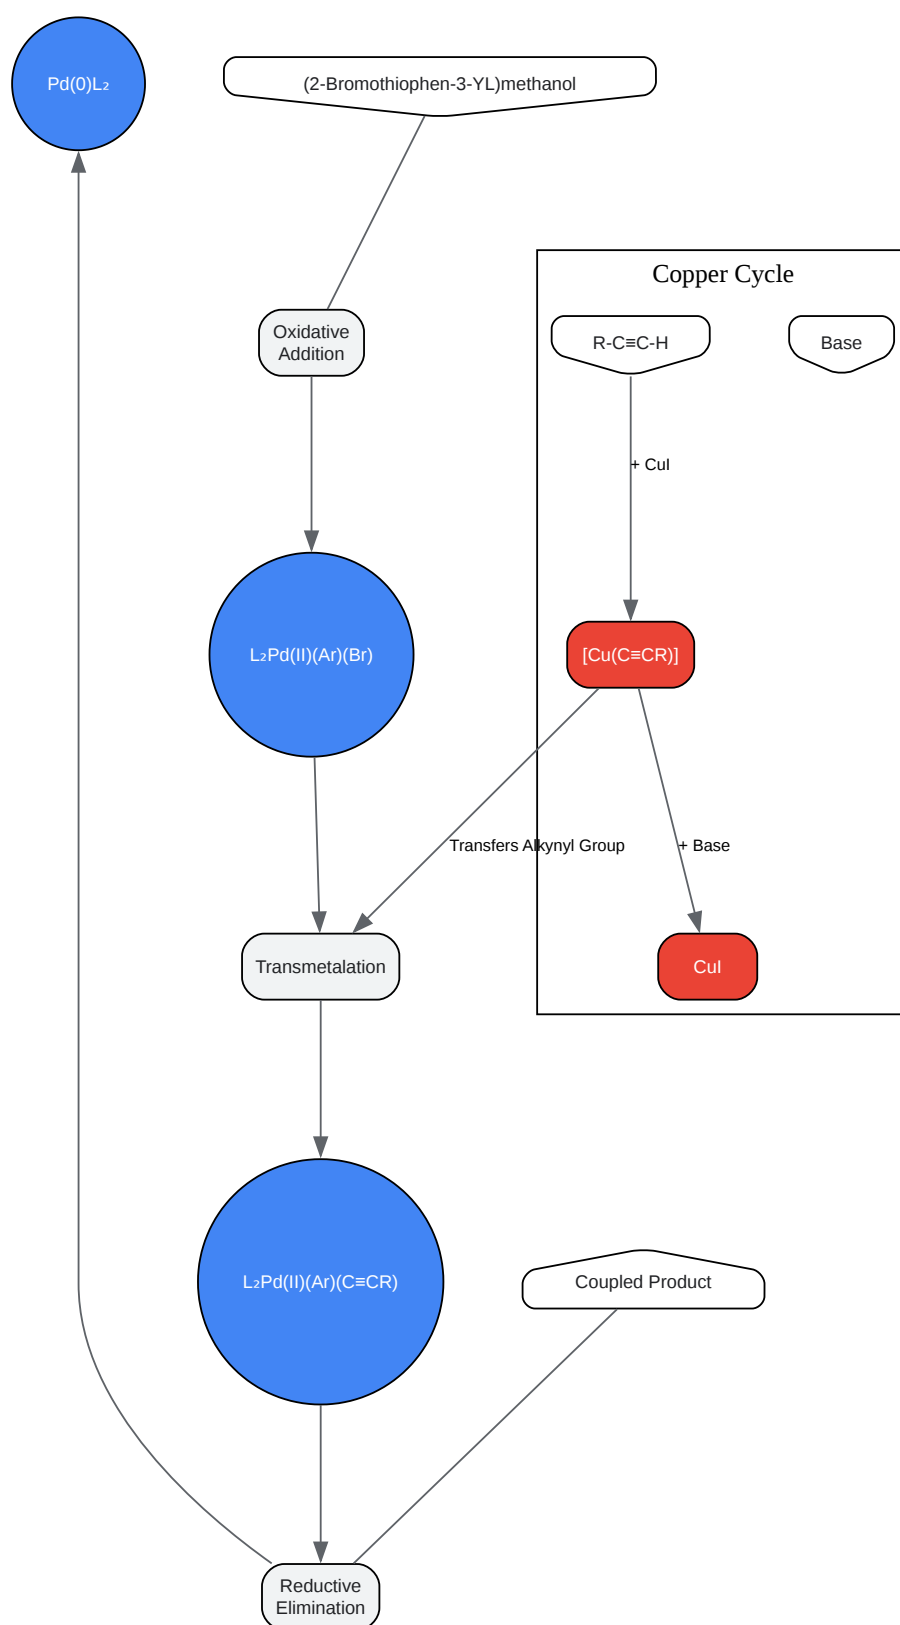 Pd(0)L₂
(2-Bromothiophen-3-YL)methanol
Copper Cycle
Oxidative
Addition
R-C≡C-H
Base
+ CuI
L₂Pd(II)(Ar)(Br)
[Cu(C≡CR)]
Transfers Alkynyl Group
+ Base
Transmetalation
CuI
L₂Pd(II)(Ar)(C≡CR)
Coupled Product
Reductive
Elimination